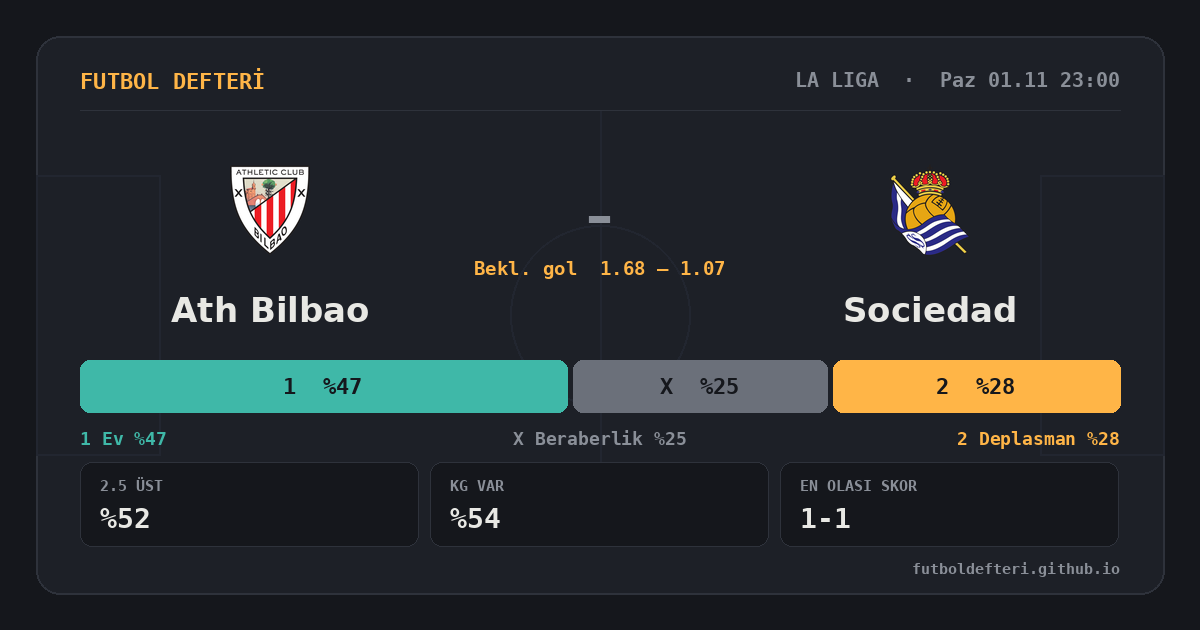 FUTBOL DEFTERİ
LA LIGA · Paz 01.11 23:00
ATHLETIC CLUB
BILBAO
–
Bekl. gol 1.68 – 1.07
Ath Bilbao
Sociedad
1 %47
X %25
2 %28
1 Ev %47
X Beraberlik %25
2 Deplasman %28
2.5 ÜST
%52
KG VAR
%54
EN OLASI SKOR
1-1
futboldefteri.github.io